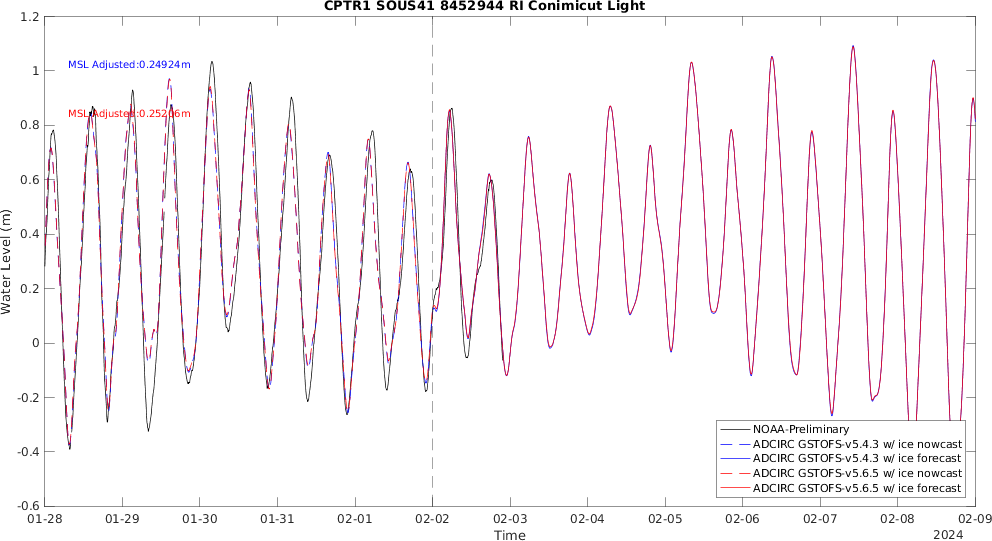 CPTR1 SOUS41 8452944 RI Conimicut Light
1.2
1
0.8
0.6
0.4
0.2
0
-0.2
-0.4
-0.6
Water Level (m)
MSL Adjusted:0.24924m
MSL Adjusted:0.25206m
NOAA-Preliminary
ADCIRC GSTOFS-v5.4.3 w/ ice nowcast
ADCIRC GSTOFS-v5.4.3 w/ ice forecast
ADCIRC GSTOFS-v5.6.5 w/ ice nowcast
ADCIRC GSTOFS-v5.6.5 w/ ice forecast
01-28 01-29 01-30 01-31 02-01 02-02 02-03 02-04 02-05 02-06 02-07 02-08 02-09
Time
2024